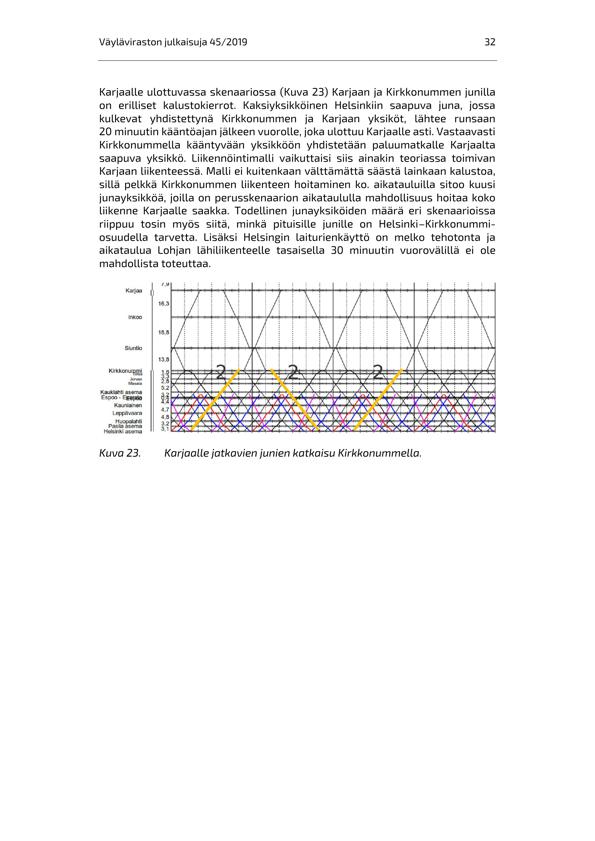 Väyläviraston julkaisuja 45/2019 32
Karjaalle ulottuvassa skenaariossa (Kuva 23) Karjaan ja Kirkkonummen junilla
on erilliset kalustokierrot. Kaksiyksikköinen Helsinkiin saapuva juna, jossa
kulkevat yhdistettynä Kirkkonummen ja Karjaan yksiköt, lähtee runsaan
20 minuutin kääntöajan jälkeen vuorolle, joka ulottuu Karjaalle asti. Vastaavasti
Kirkkonummella kääntyvään yksikköön yhdistetään paluumatkalle Karjaalta
saapuva yksikkö. Liikennöintimalli vaikuttaisi siis ainakin teoriassa toimivan
Karjaan liikenteessä. Malli ei kuitenkaan välttämättä säästä lainkaan kalustoa,
sillä pelkkä Kirkkonummen liikenteen hoitaminen ko. aikatauluilla sitoo kuusi
junayksikköä, joilla on perusskenaarion aikataululla mahdollisuus hoitaa koko
liikenne Karjaalle saakka. Todellinen junayksiköiden määrä eri skenaarioissa
riippuu tosin myös siitä, minkä pituisille junille on Helsinki–Kirkkonummi-
osuudella tarvetta. Lisäksi Helsingin laiturienkäyttö on melko tehotonta ja
aikataulua Lohjan lähiliikenteelle tasaisella 30 minuutin vuorovälillä ei ole
mahdollista toteuttaa.
7,9
Karjaa
16,3
Inkoo
16,8
Siuntio
13,8
Kirkkonummi
2 2 2
Masala
5,2
Kauklahti asema
Espoo
Kauniainen
4,7
Leppävaara
4,8
Huopalahti
3,2
Pasila asema
3,1
Helsinki asema
Kuva 23. Karjaalle jatkavien junien katkaisu Kirkkonummella.